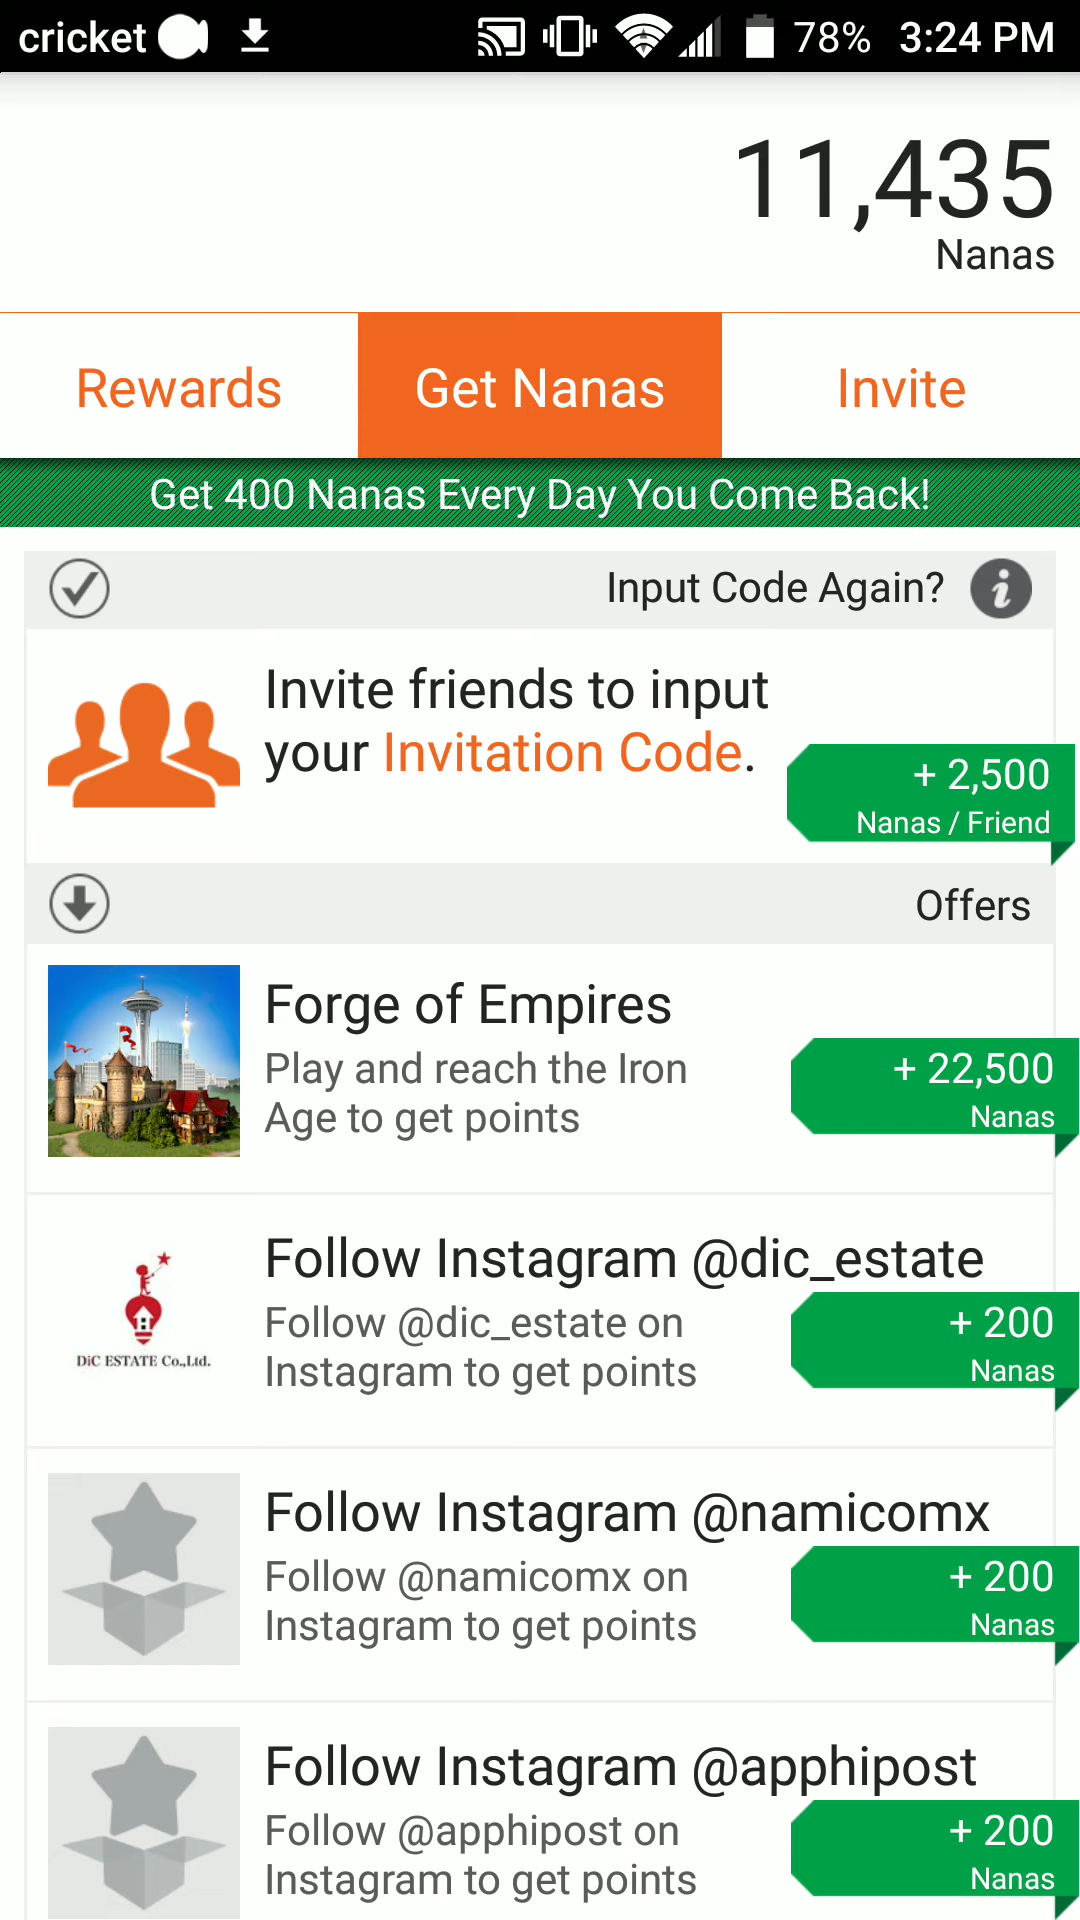 cricket 78% 3:24 PM
11,435
Nanas
Rewards Get Nanas Invite
Get 400 Nanas Every Day You Come Back!
Input Code Again?
Invite friends to input
your Invitation Code.
+ 2,500
Nanas / Friend
Offers
Forge of Empires
Play and reach the Iron
Age to get points
+ 22,500
Nanas
Follow Instagram @dic_estate
Follow @dic_estate on
Instagram to get points
+ 200
Nanas
DiC ESTATE Co.,Ltd.
Follow Instagram @namicomx
Follow @namicomx on
Instagram to get points
+ 200
Nanas
Follow Instagram @apphipost
Follow @apphipost on
Instagram to get points
+ 200
Nanas